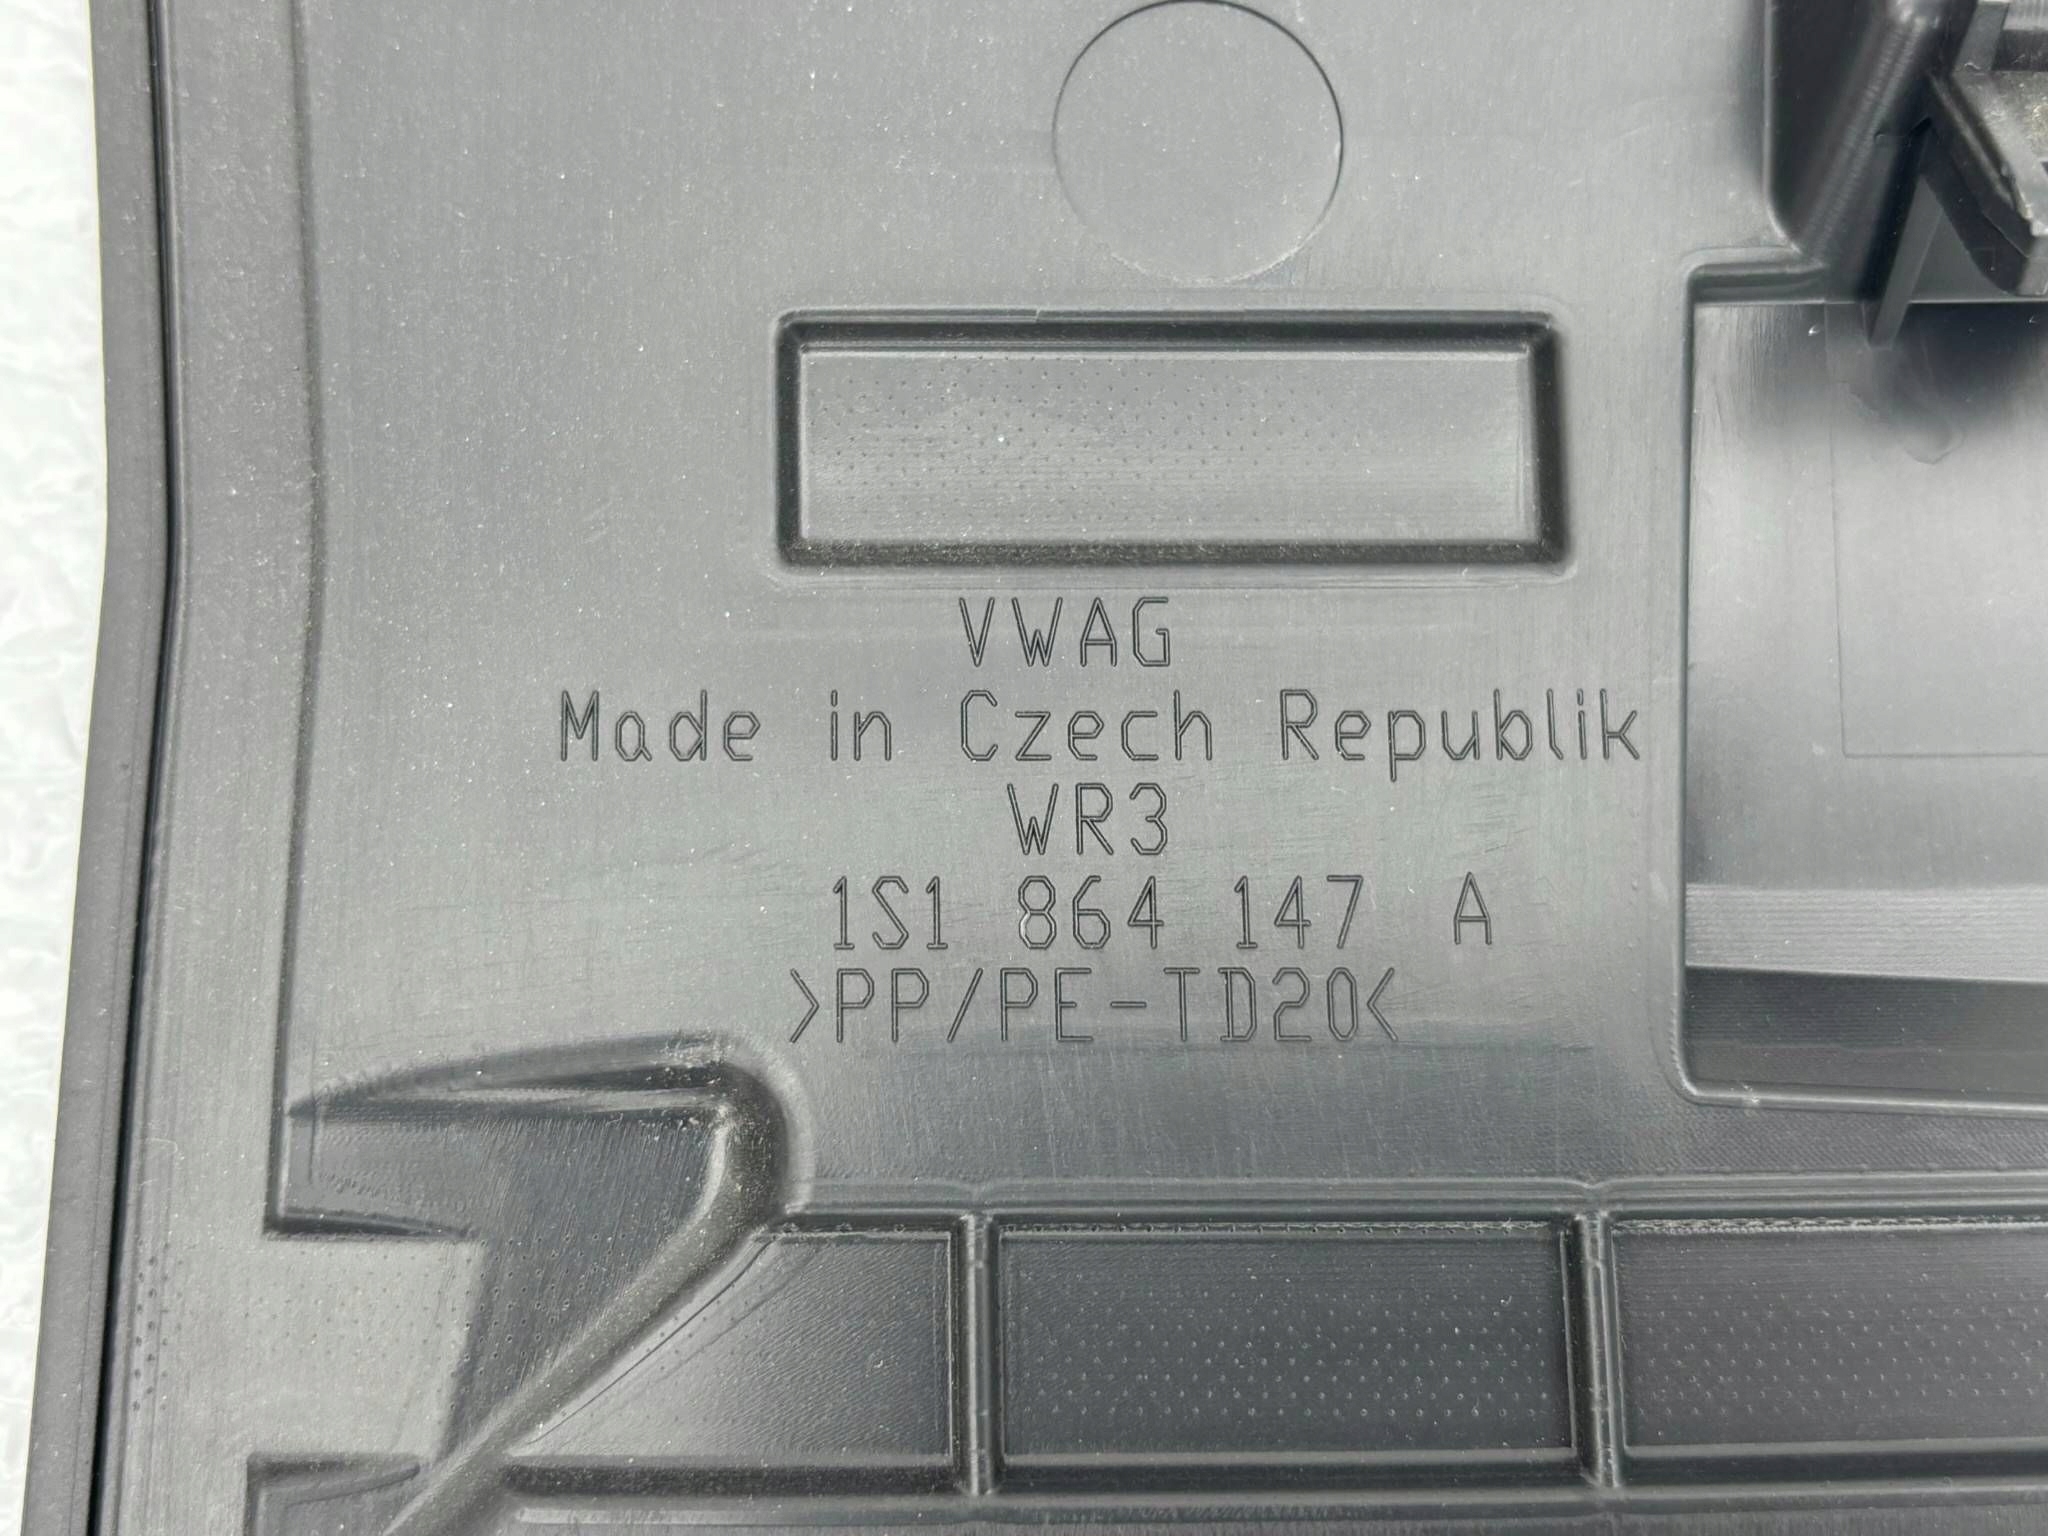 VWAG
Made in Czech Republik
WR3
1S1 864 147 A
>PP/PE-TD20<